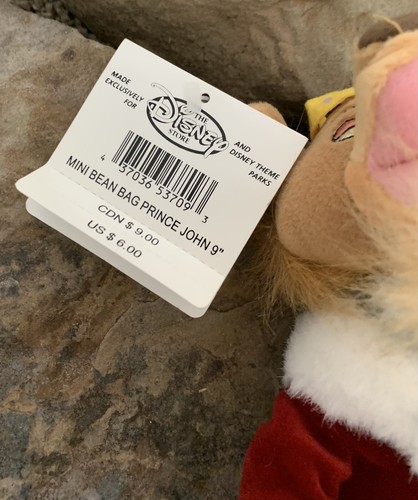 MADE
EXCLUSIVELY
FOR
THE
DISNEY
STORE
AND
DISNEY THEME
PARKS
4 57036 53709 3
MINI BEAN BAG PRINCE JOHN 9"
CDN $ 9.00
US $ 6.00